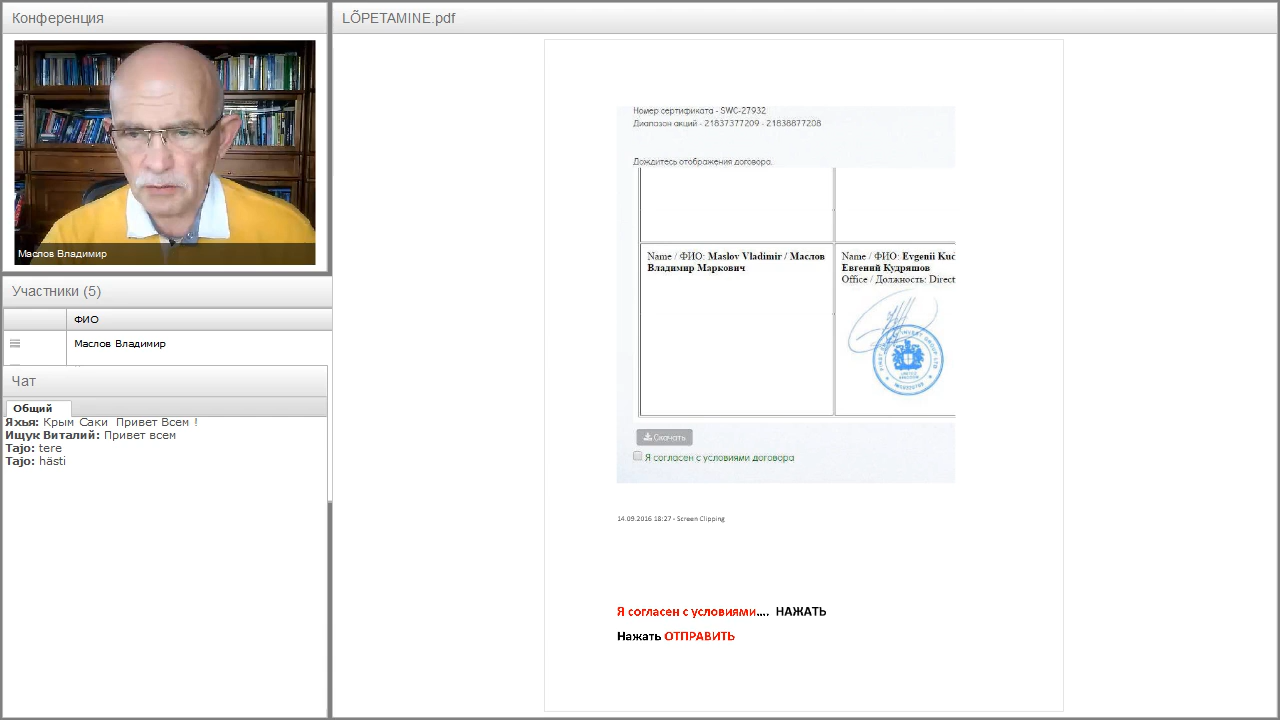 Конференция
Маслов Владимир
Участники (5)
ФИО
Маслов Владимир
Чат
Общий
Яхья: Крым Саки Привет Всем !
Ищук Виталий: Привет всем
Tajo: tere
Tajo: hästi
LÕPETAMINE.pdf
Номер сертификата - SWC-27932
Диапазон акций - 21837377209 - 21838877208
Дождитесь отображения договора.
Name / ФИО: Maslov Vladimir / Маслов
Владимир Маркович
Name / ФИО: Evgenii Kuc
Евгений Кудряшов
Office / Должность: Direct
Скачать
Я согласен с условиями договора
14.09.2016 18:27 - Screen Clipping
Я согласен с условиями.... НАЖАТЬ
Нажать ОТПРАВИТЬ